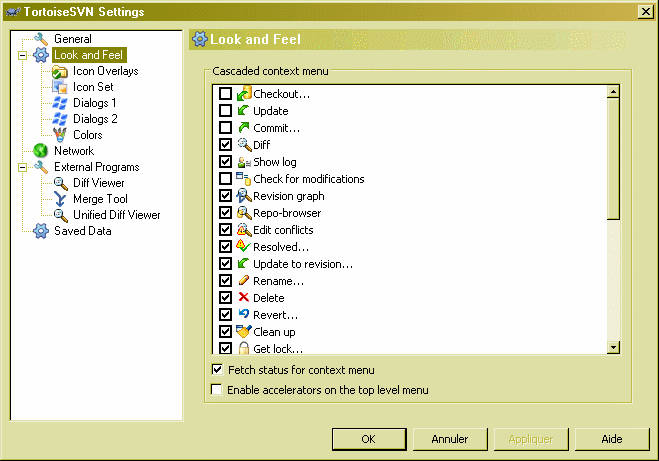 TortoiseSVN Settings
General
Look and Feel
Icon Overlays
Icon Set
Dialogs 1
Dialogs 2
Colors
Network
External Programs
Diff Viewer
Merge Tool
Unified Diff Viewer
Saved Data
Look and Feel
Cascaded context menu
Checkout...
Update
Commit...
Diff
Show log
Check for modifications
Revision graph
Repo-browser
Edit conflicts
Resolved...
Update to revision...
Rename...
Delete
Revert...
Clean up
Get lock...
Fetch status for context menu
Enable accelerators on the top level menu
OK
Annuler
Appliquer
Aide